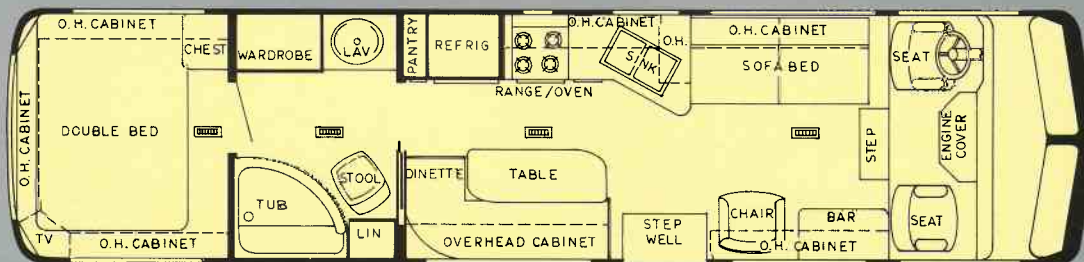 O.H. CABINET
CHEST
WARDROBE
LAV
PANTRY
REFRIG
O.H. CABINET
O.H.
SINK
RANGE/OVEN
O.H. CABINET
SOFA BED
SEAT
O.H. CABINET
DOUBLE BED
STEP
ENGINE
COVER
TUB
STOOL
LIN
DINETTE
TABLE
OVERHEAD CABINET
STEP
WELL
CHAIR
BAR
O.H. CABINET
SEAT
TV
O.H. CABINET